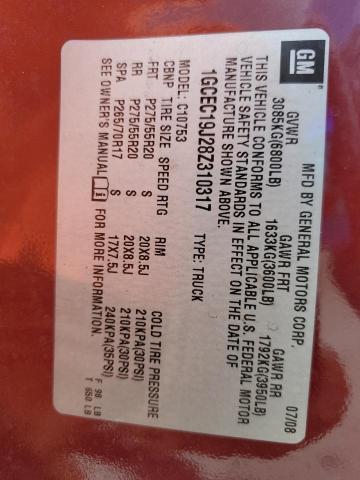 GM
MFD BY GENERAL MOTORS CORP.
07/08
GVWR GAWR FRT GAWR RR
3085KG(6800LB) 1633KG(3600LB) 1792KG(3950LB)
THIS VEHICLE CONFORMS TO ALL APPLICABLE U.S. FEDERAL MOTOR
VEHICLE SAFETY STANDARDS IN EFFECT ON THE DATE OF
MANUFACTURE SHOWN ABOVE.
1GCEC19J28Z310317 TYPE: TRUCK
MODEL: C10753
CBNP TIRE SIZE SPEED RTG RIM COLD TIRE PRESSURE
FRT P275/55R20 S 20X8.5J 210KPA(30PSI)
RR P275/55R20 S 20X8.5J 210KPA(30PSI)
SPA P265/70R17 S 17X7.5J 240KPA(35PSI)
SEE OWNER'S MANUAL FOR MORE INFORMATION.
F 98 LB
T 650 LB